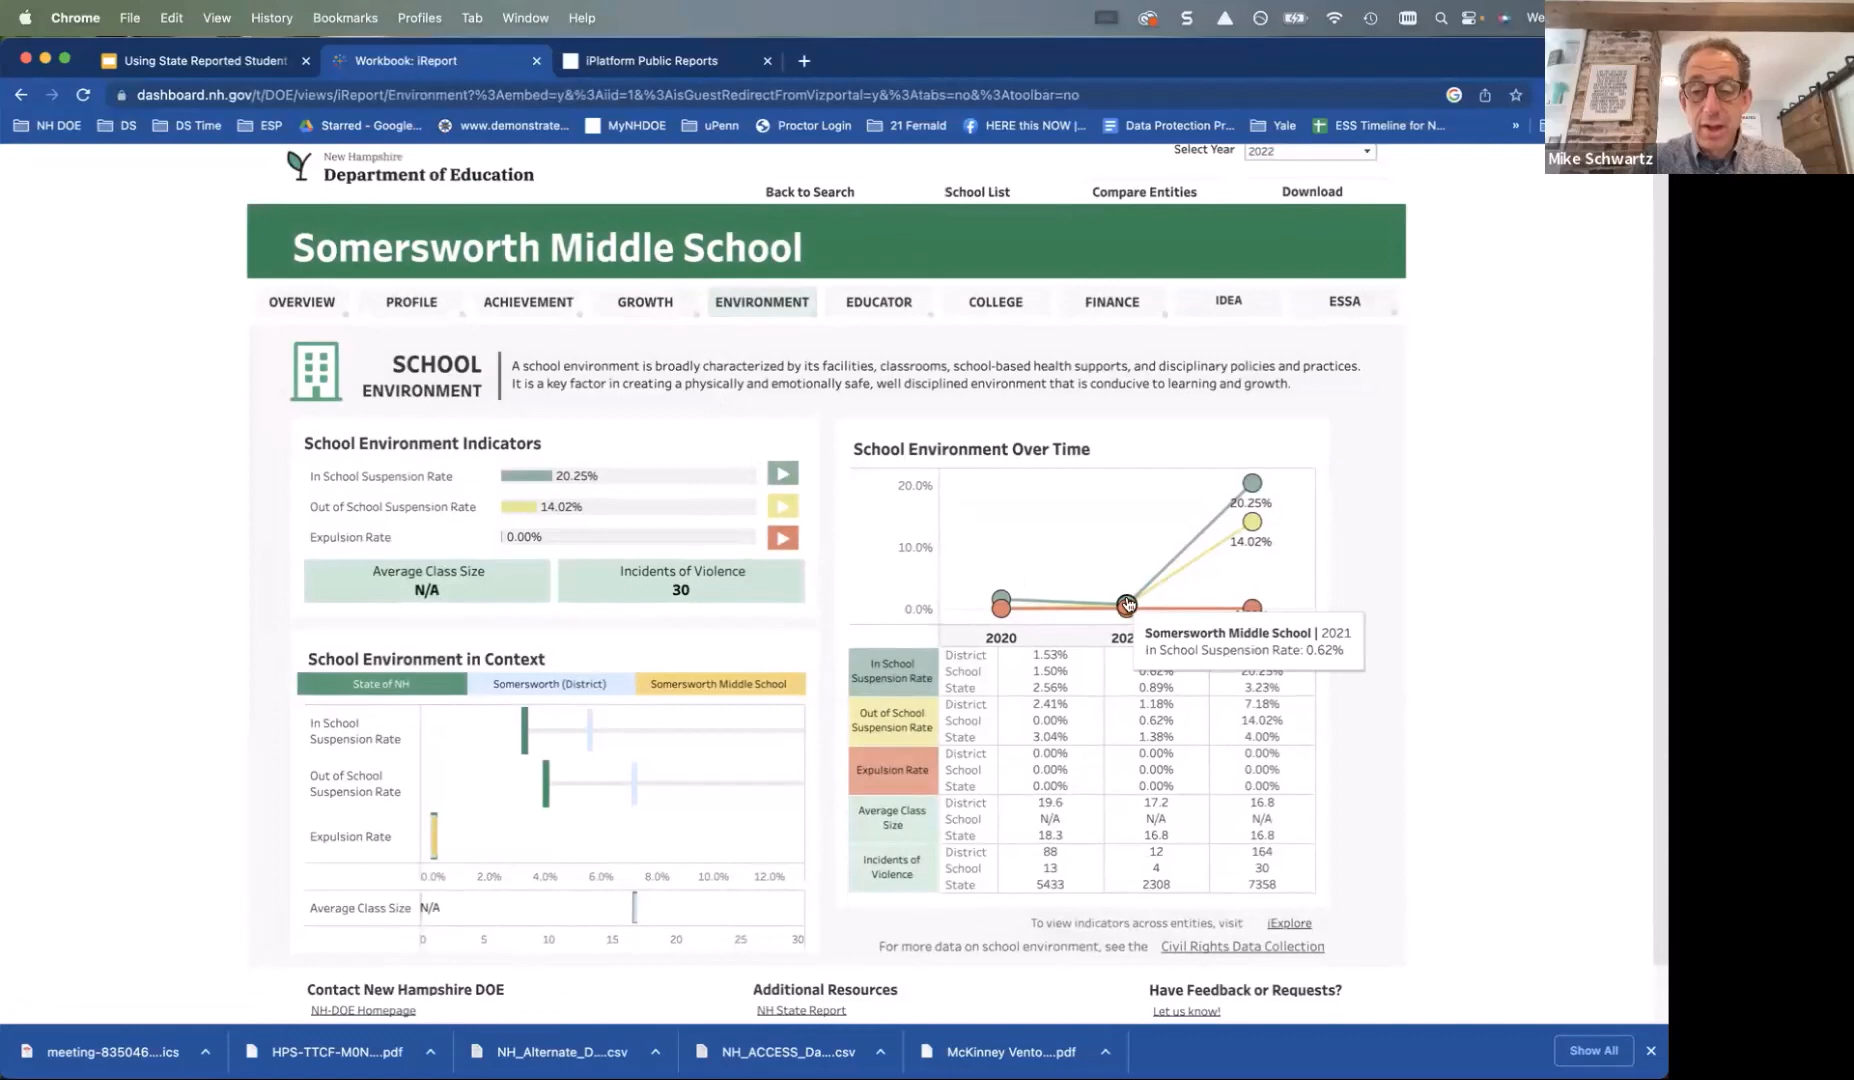 Chrome File Edit View History Bookmarks Profiles Tab Window Help
We
Using State Reported Student
Workbook: iReport
iPlatform Public Reports
dashboard.nh.gov/t/DOE/views/iReport/Environment?%3Aembed=y&%3Aiid=1&%3AisGuestRedirectFromVizportal=y&%3Atabs=no&%3Atoolbar=no
NH DOE DS DS Time ESP Starred - Google... www.demonstrate... MyNHDOE uPenn Proctor Login 21 Fernald HERE this NOW |... Data Protection Pr... Yale ESS Timeline for N... »
Mike Schwartz
New Hampshire
Department of Education
Select Year 2022
Back to Search School List Compare Entities Download
Somersworth Middle School
OVERVIEW PROFILE ACHIEVEMENT GROWTH ENVIRONMENT EDUCATOR COLLEGE FINANCE IDEA ESSA
SCHOOL
ENVIRONMENT
A school environment is broadly characterized by its facilities, classrooms, school-based health supports, and disciplinary policies and practices.
It is a key factor in creating a physically and emotionally safe, well disciplined environment that is conducive to learning and growth.
School Environment Indicators
In School Suspension Rate 20.25%
Out of School Suspension Rate 14.02%
Expulsion Rate 0.00%
Average Class Size
N/A
Incidents of Violence
30
School Environment in Context
State of NH Somersworth (District) Somersworth Middle School
In School
Suspension Rate
Out of School
Suspension Rate
Expulsion Rate
0.0% 2.0% 4.0% 6.0% 8.0% 10.0% 12.0%
Average Class Size N/A
0 5 10 15 20 25 30
School Environment Over Time
20.0%
10.0%
0.0%
20.25%
14.02%
2020 202
Somersworth Middle School | 2021
In School Suspension Rate: 0.62%
In School
Suspension Rate
District 1.53%
School 1.50% 0.62% 20.25%
State 2.56% 0.89% 3.23%
Out of School
Suspension Rate
District 2.41% 1.18% 7.18%
School 0.00% 0.62% 14.02%
State 3.04% 1.38% 4.00%
Expulsion Rate
District 0.00% 0.00% 0.00%
School 0.00% 0.00% 0.00%
State 0.00% 0.00% 0.00%
Average Class
Size
District 19.6 17.2 16.8
School N/A N/A N/A
State 18.3 16.8 16.8
Incidents of
Violence
District 88 12 164
School 13 4 30
State 5433 2308 7358
To view indicators across entities, visit iExplore
For more data on school environment, see the Civil Rights Data Collection
Contact New Hampshire DOE
NH-DOE Homepage
Additional Resources
NH State Report
Have Feedback or Requests?
Let us know!
meeting-835046....ics
HPS-TTCF-M0N....pdf
NH_Alternate_D....csv
NH_ACCESS_Da....csv
McKinney Vento....pdf
Show All